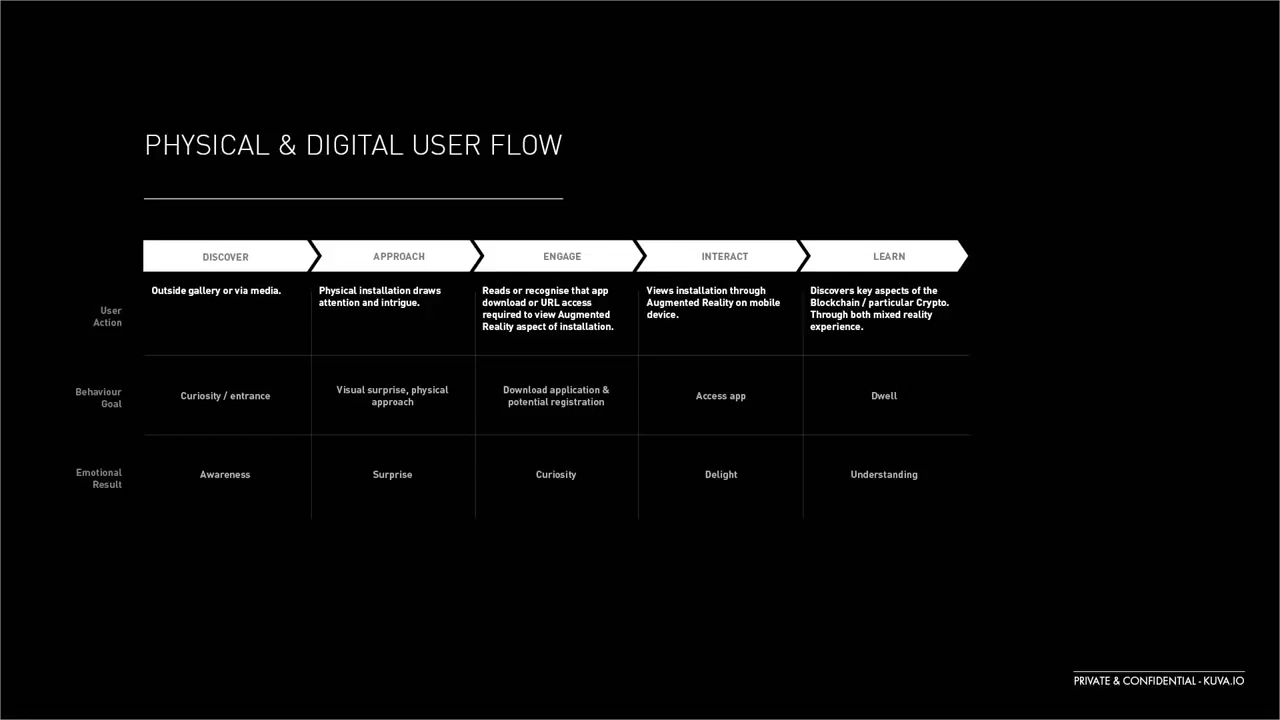 PHYSICAL & DIGITAL USER FLOW
DISCOVER
APPROACH
ENGAGE
INTERACT
LEARN
User
Action
Outside gallery or via media.
Physical installation draws
attention and intrigue.
Reads or recognise that app
download or URL access
required to view Augmented
Reality aspect of installation.
Views installation through
Augmented Reality on mobile
device.
Discovers key aspects of the
Blockchain / particular Crypto.
Through both mixed reality
experience.
Behaviour
Goal
Curiosity / entrance
Visual surprise, physical
approach
Download application &
potential registration
Access app
Dwell
Emotional
Result
Awareness
Surprise
Curiosity
Delight
Understanding
PRIVATE & CONFIDENTIAL - KUVA.IO